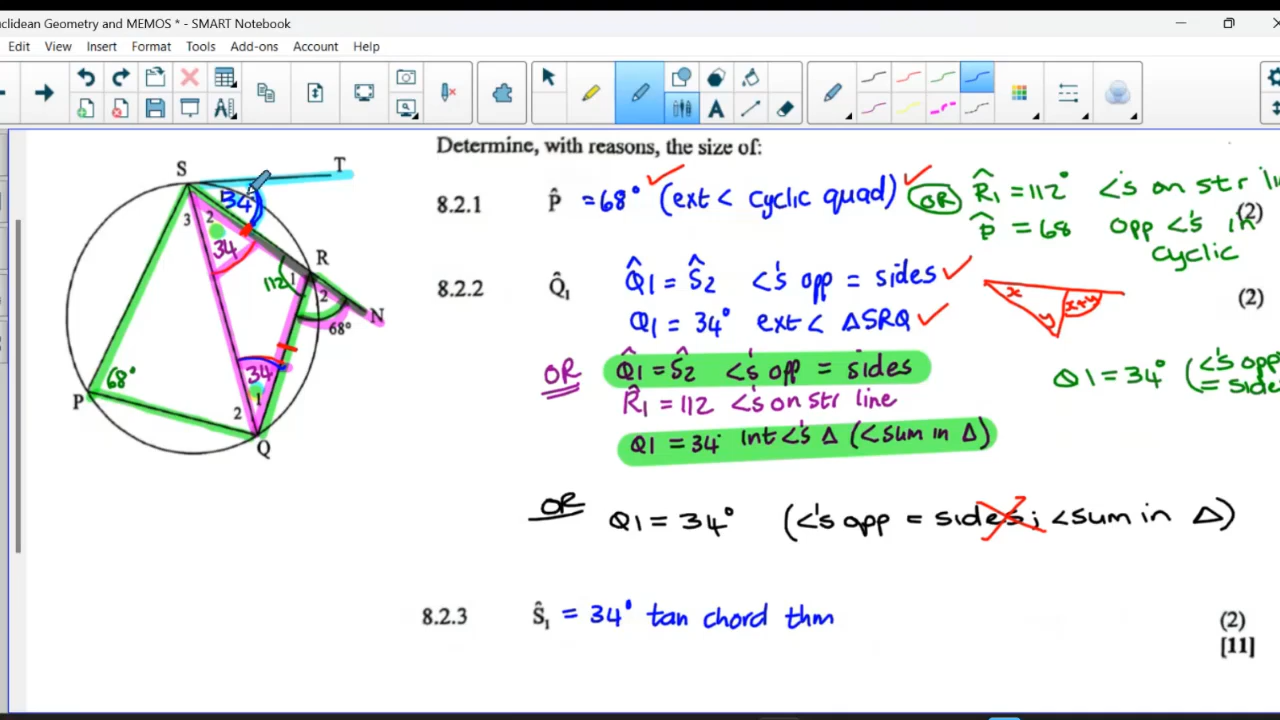 uclidean Geometry and MEMOS * - SMART Notebook
Edit View Insert Format Tools Add-ons Account Help
Determine, with reasons, the size of:
8.2.1 P̂ = 68° (ext < cyclic quad) OR R̂1 = 112° <'s on str li
P̂ = 68 opp <'s in (2)
cyclic
8.2.2 Q̂1 Q̂1 = Ŝ2 <'s opp = sides (2)
Q1 = 34° ext < ΔSRQ
OR Q̂1 = Ŝ2 <'s opp = sides
R̂1 = 112 <'s on str line
Q1 = 34° int <'s Δ (<sum in Δ)
Q1 = 34° (<'s opp
= side
OR Q1 = 34° (<'s opp = sides; <sum in Δ)
8.2.3 Ŝ1 = 34° tan chord thm (2)
[11]
S T
34
3 2
34 R
112 1
2 N
68°
68°
P
34
2 1
Q
x y x+y